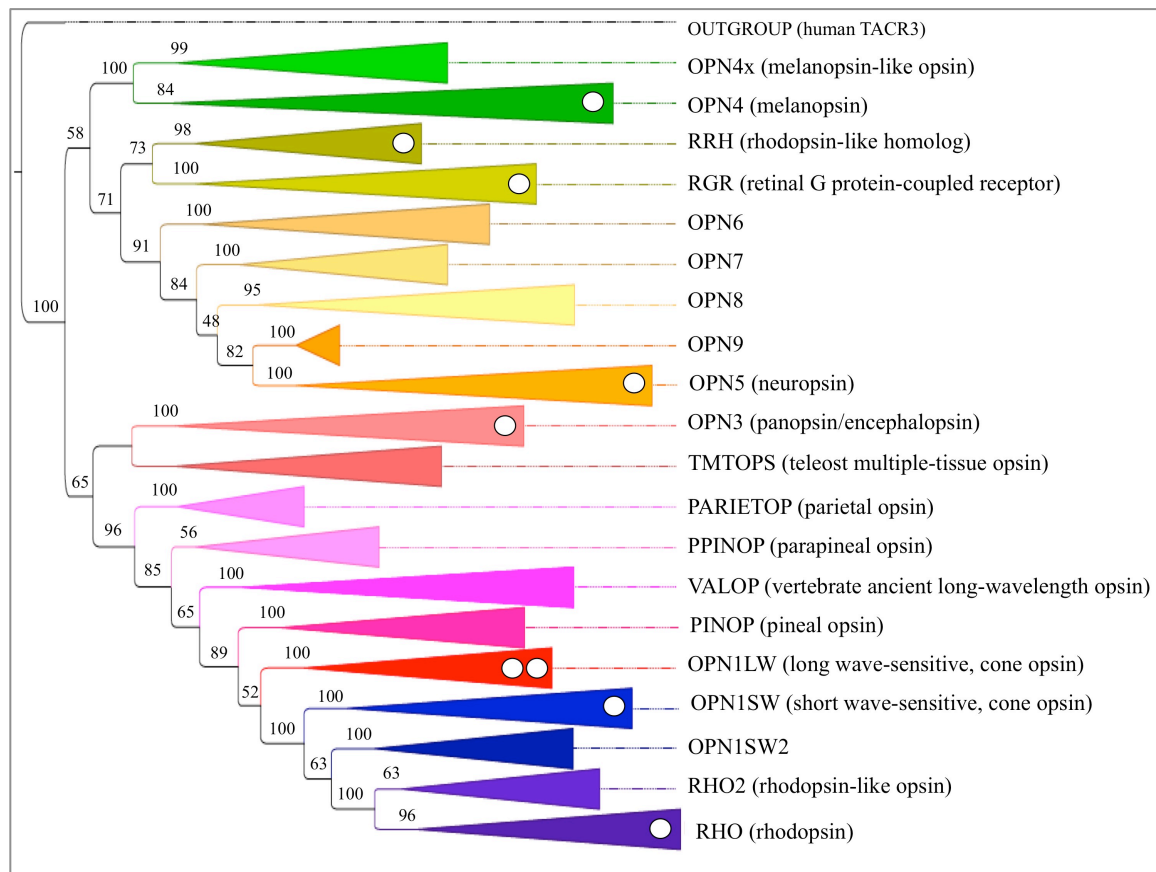 OUTGROUP (human TACR3)
99
OPN4x (melanopsin-like opsin)
100
84
OPN4 (melanopsin)
58
98
RRH (rhodopsin-like homolog)
73
100
RGR (retinal G protein-coupled receptor)
71
100
OPN6
91
100
OPN7
84
95
OPN8
48
100
OPN9
82
100
OPN5 (neuropsin)
100
100
OPN3 (panopsin/encephalopsin)
TMTOPS (teleost multiple-tissue opsin)
65
100
PARIETOP (parietal opsin)
96
56
PPINOP (parapineal opsin)
85
100
VALOP (vertebrate ancient long-wavelength opsin)
65
100
PINOP (pineal opsin)
89
100
OPN1LW (long wave-sensitive, cone opsin)
52
100
OPN1SW (short wave-sensitive, cone opsin)
100
100
OPN1SW2
63
63
RHO2 (rhodopsin-like opsin)
100
96
RHO (rhodopsin)